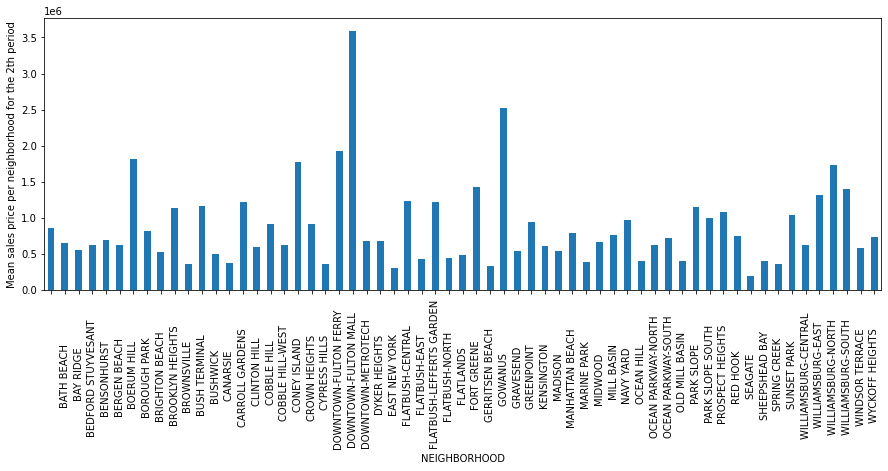 1e6
Mean sales price per neighborhood for the 2th period
3.5
3.0
2.5
2.0
1.5
1.0
0.5
0.0
BATH BEACH
BAY RIDGE
BEDFORD STUYVESANT
BENSONHURST
BERGEN BEACH
BOERUM HILL
BOROUGH PARK
BRIGHTON BEACH
BROOKLYN HEIGHTS
BROWNSVILLE
BUSH TERMINAL
BUSHWICK
CANARSIE
CARROLL GARDENS
CLINTON HILL
COBBLE HILL
COBBLE HILL-WEST
CONEY ISLAND
CROWN HEIGHTS
CYPRESS HILLS
DOWNTOWN-FULTON FERRY
DOWNTOWN-FULTON MALL
DOWNTOWN-METROTECH
DYKER HEIGHTS
EAST NEW YORK
FLATBUSH-CENTRAL
FLATBUSH-EAST
FLATBUSH-LEFFERTS GARDEN
FLATBUSH-NORTH
FLATLANDS
FORT GREENE
GERRITSEN BEACH
GOWANUS
GRAVESEND
GREENPOINT
KENSINGTON
MADISON
MANHATTAN BEACH
MARINE PARK
MIDWOOD
MILL BASIN
NAVY YARD
OCEAN HILL
OCEAN PARKWAY-NORTH
OCEAN PARKWAY-SOUTH
OLD MILL BASIN
PARK SLOPE
PARK SLOPE SOUTH
PROSPECT HEIGHTS
RED HOOK
SEAGATE
SHEEPSHEAD BAY
SPRING CREEK
SUNSET PARK
WILLIAMSBURG-CENTRAL
WILLIAMSBURG-EAST
WILLIAMSBURG-NORTH
WILLIAMSBURG-SOUTH
WINDSOR TERRACE
WYCKOFF HEIGHTS
NEIGHBORHOOD